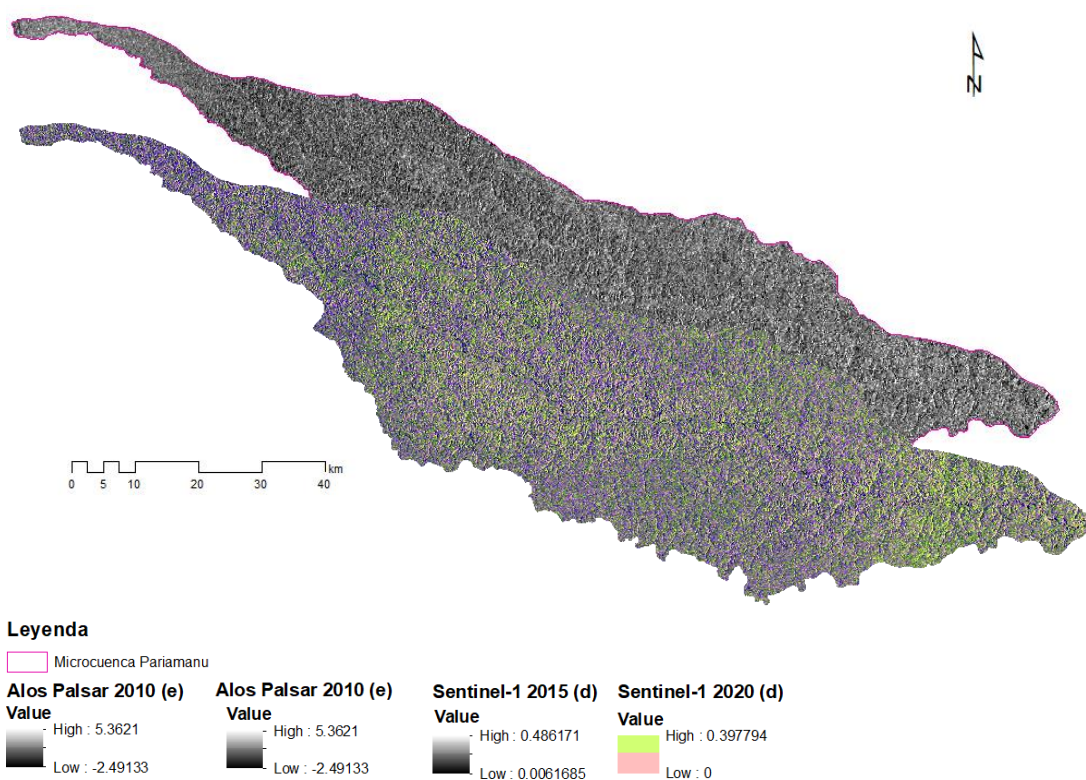 N
km
0 5 10 20 30 40
Leyenda
Microcuenca Pariamanu
Alos Palsar 2010 (e) Alos Palsar 2010 (e) Sentinel-1 2015 (d) Sentinel-1 2020 (d)
Value Value Value Value
High : 5.3621 High : 5.3621 High : 0.486171 High : 0.397794
Low : -2.49133 Low : -2.49133 Low : 0.0061685 Low : 0